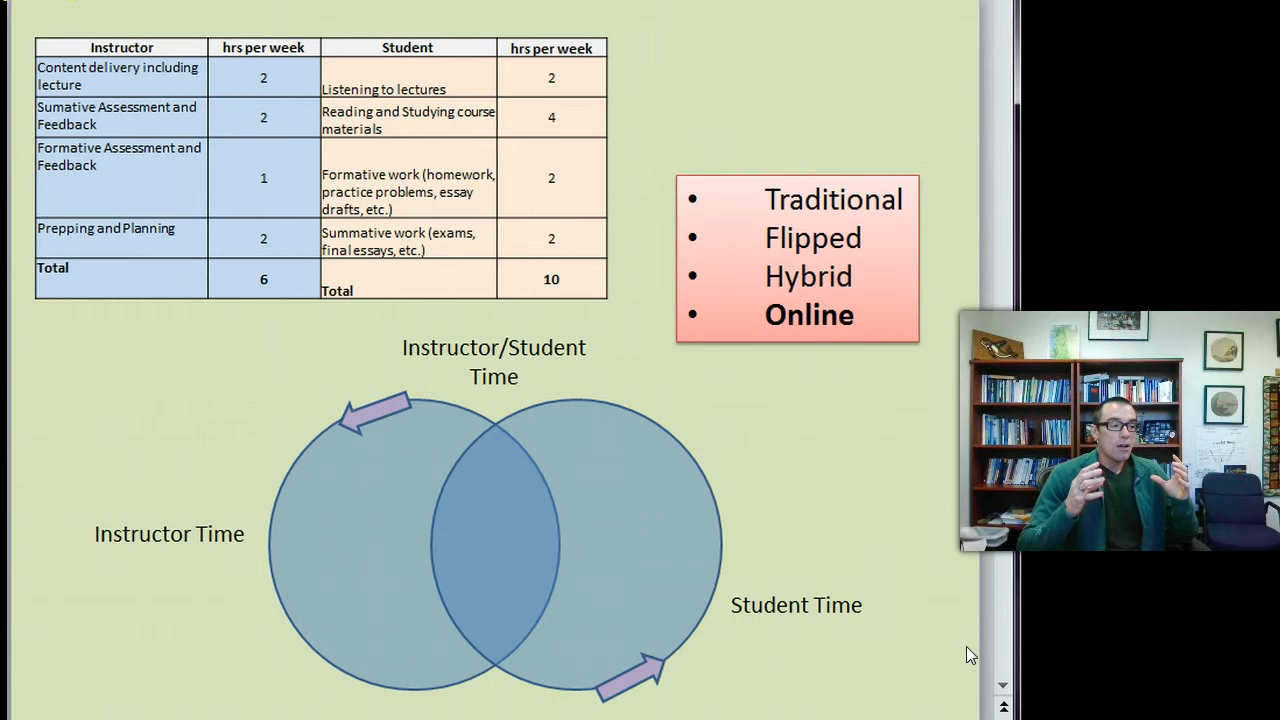 Instructor
hrs per week
Student
hrs per week
Content delivery including
lecture
2
Listening to lectures
2
Sumative Assessment and
Feedback
2
Reading and Studying course
materials
4
Formative Assessment and
Feedback
1
Formative work (homework,
practice problems, essay
drafts, etc.)
2
Prepping and Planning
2
Summative work (exams,
final essays, etc.)
2
Total
6
Total
10
• Traditional
• Flipped
• Hybrid
• Online
Instructor/Student
Time
Instructor Time
Student Time